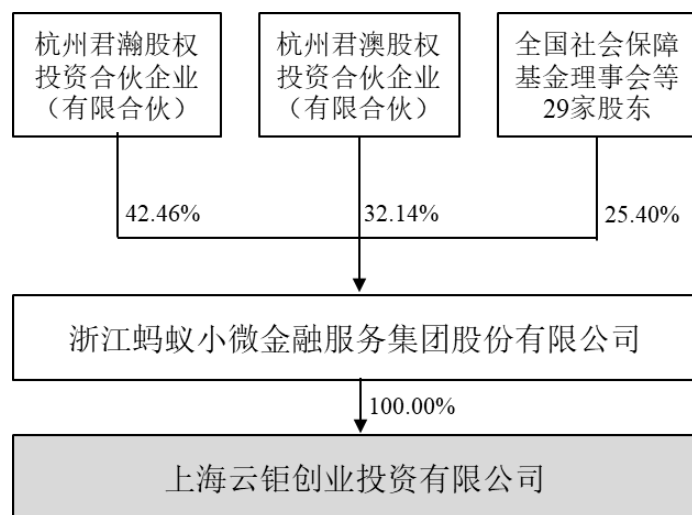 杭州君瀚股权
投资合伙企业
（有限合伙）
杭州君澳股权
投资合伙企业
（有限合伙）
全国社会保障
基金理事会等
29家股东
42.46%
32.14%
25.40%
浙江蚂蚁小微金融服务集团股份有限公司
100.00%
上海云钜创业投资有限公司